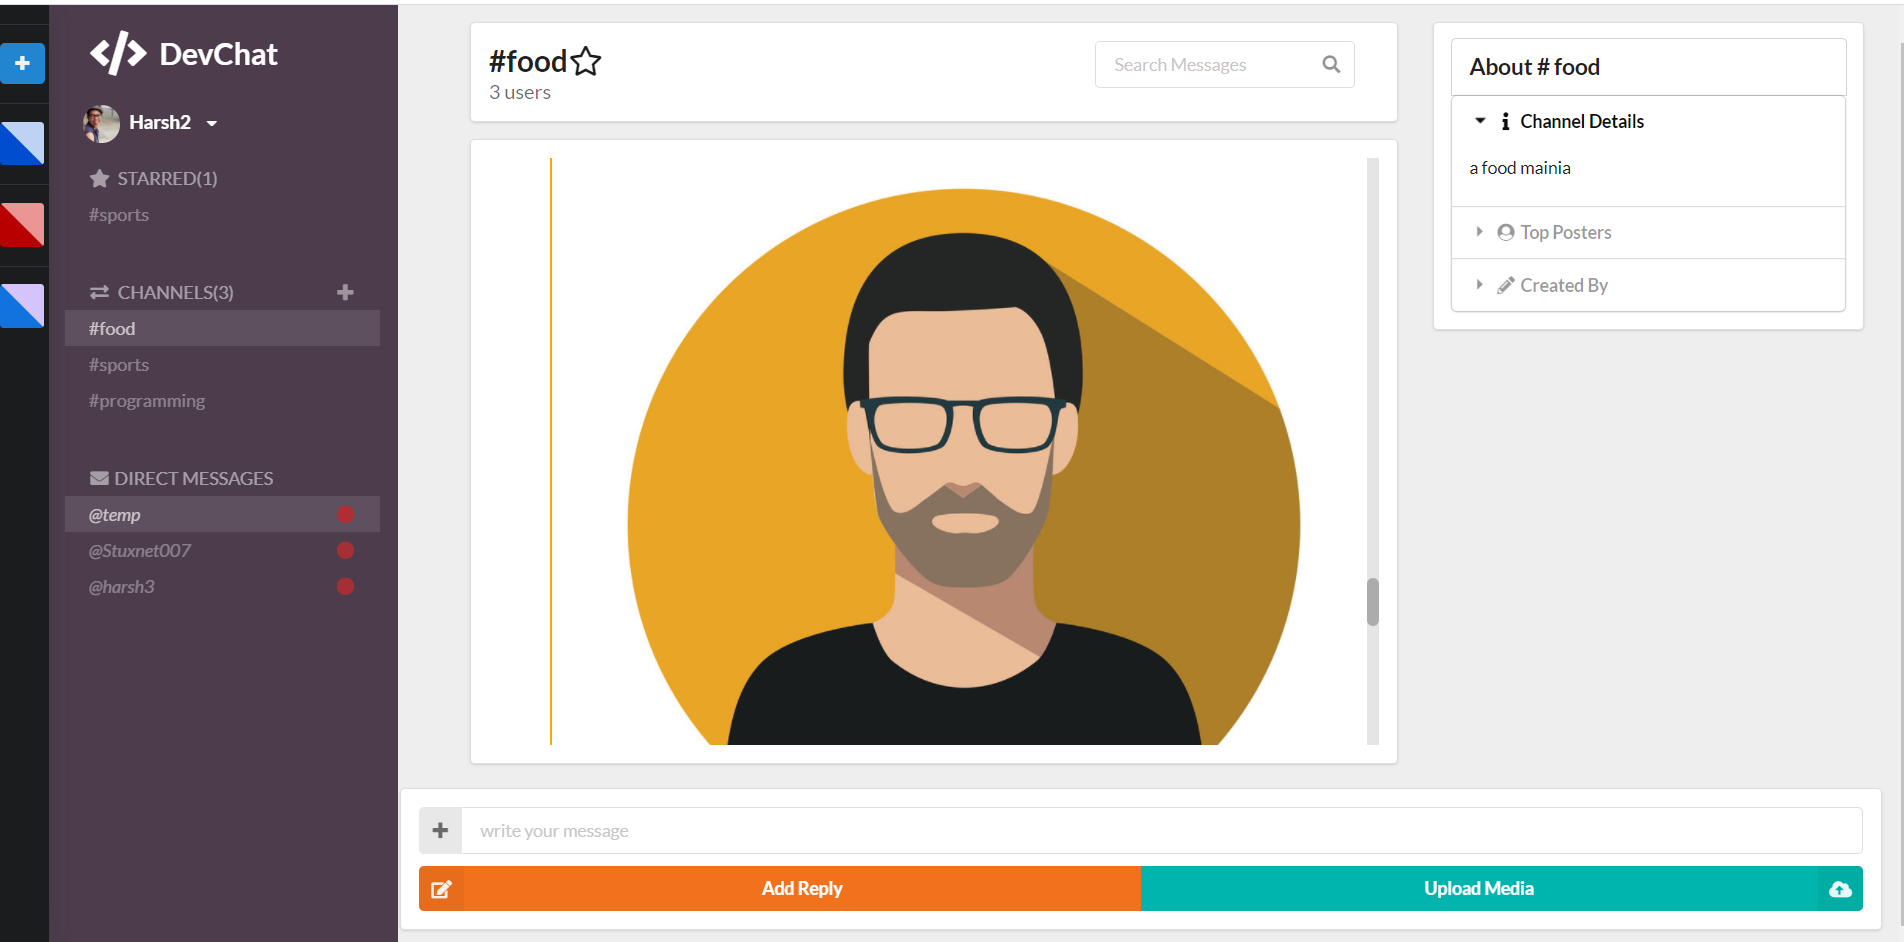 DevChat
Harsh2
STARRED(1)
#sports
CHANNELS(3)
#food
#sports
#programming
DIRECT MESSAGES
@temp
@Stuxnet007
@harsh3
#food
3 users
Search Messages
write your message
Add Reply
Upload Media
About # food
Channel Details
a food mainia
Top Posters
Created By